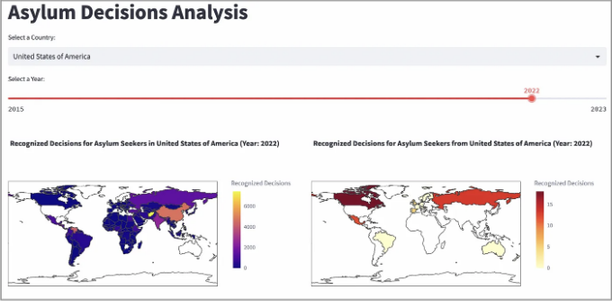 Asylum Decisions Analysis
Select a Country:
United States of America
Select a Year:
2022
2015 2023
Recognized Decisions for Asylum Seekers in United States of America (Year: 2022)
Recognized Decisions for Asylum Seekers from United States of America (Year: 2022)
Recognized Decisions
6000
4000
2000
0
Recognized Decisions
15
10
5
0